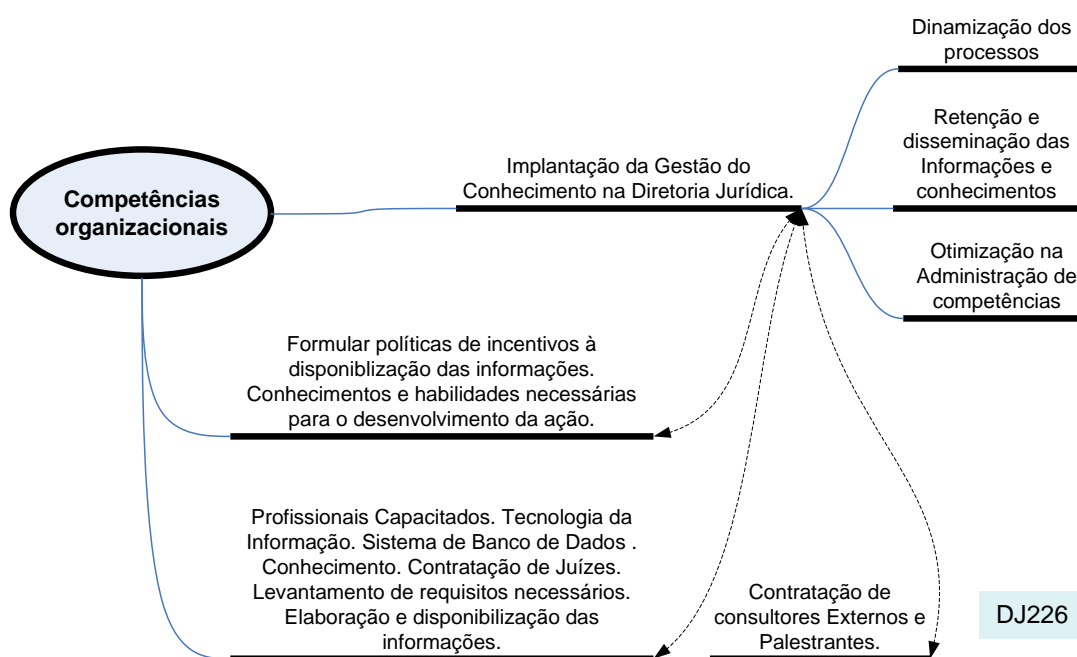 Dinamização dos
processos
Retenção e
disseminação das
Informações e
conhecimentos
Implantação da Gestão do
Conhecimento na Diretoria Jurídica.
Competências
organizacionais
Otimização na
Administração de
competências
Formular políticas de incentivos à
disponiblização das informações.
Conhecimentos e habilidades necessárias
para o desenvolvimento da ação.
Profissionais Capacitados. Tecnologia da
Informação. Sistema de Banco de Dados .
Conhecimento. Contratação de Juízes.
Levantamento de requisitos necessários.
Elaboração e disponibilização das
informações.
Contratação de
consultores Externos e
Palestrantes.
DJ226